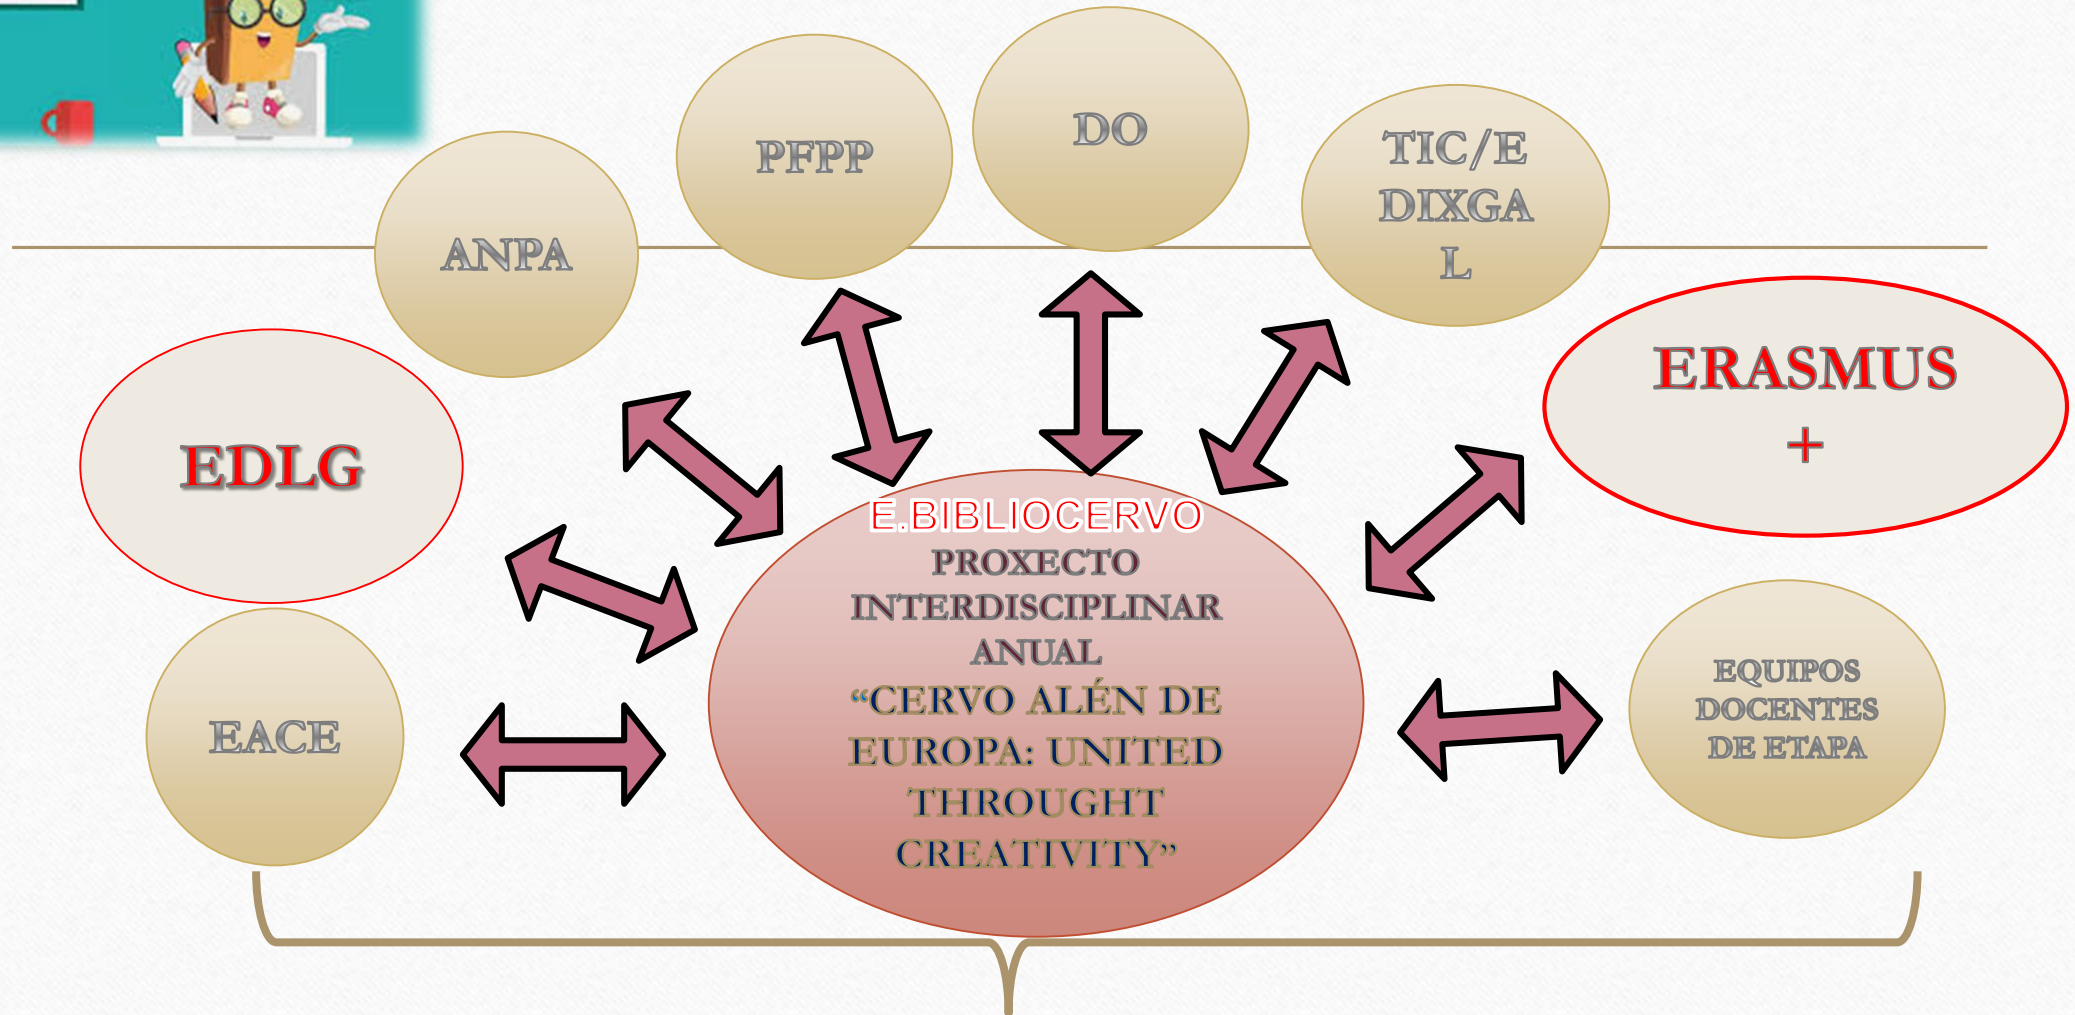 DO
PFPP
TIC/E
DIXGA
L
ANPA
ERASMUS
+
EDLG
E.BIBLIOCERVO
PROXECTO
INTERDISCIPLINAR
ANUAL
“CERVO ALÉN DE
EUROPA: UNITED
THROUGHT
CREATIVITY”
EACE
EQUIPOS
DOCENTES
DE ETAPA